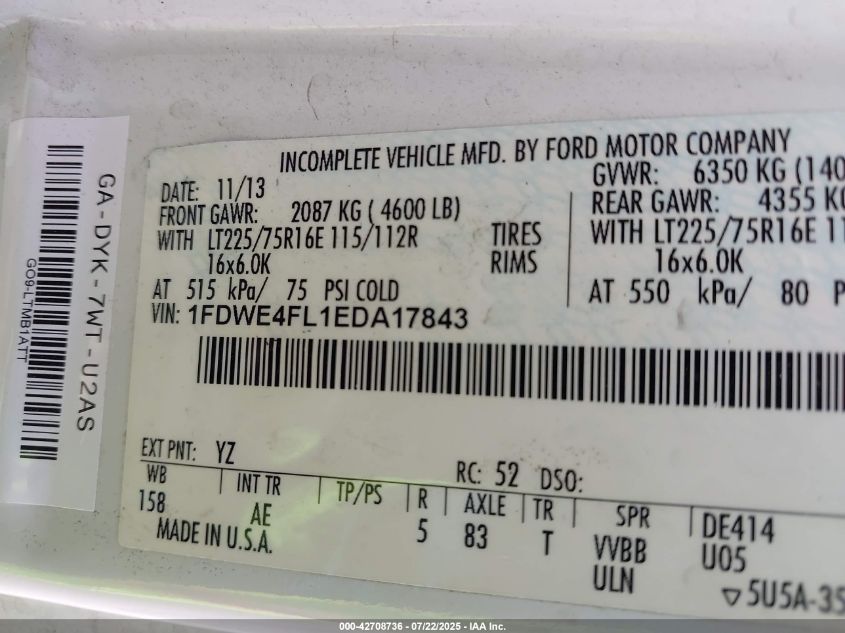 GA-DYK-7WT-U2AS
GO9-LTMB1ATT
INCOMPLETE VEHICLE MFD. BY FORD MOTOR COMPANY
DATE: 11/13 GVWR: 6350 KG (140
FRONT GAWR: 2087 KG ( 4600 LB) REAR GAWR: 4355 KG
WITH LT225/75R16E 115/112R TIRES WITH LT225/75R16E 11
16x6.0K RIMS 16x6.0K
AT 515 kPa/ 75 PSI COLD AT 550 kPa/ 80 P
VIN: 1FDWE4FL1EDA17843
EXT PNT: YZ RC: 52 DSO:
WB INT TR TP/PS R AXLE TR SPR DE414
158 AE 5 83 T VVBB U05
MADE IN U.S.A. ULN ▽5U5A-35
000-42708736 - 07/22/2025 - IAA Inc.